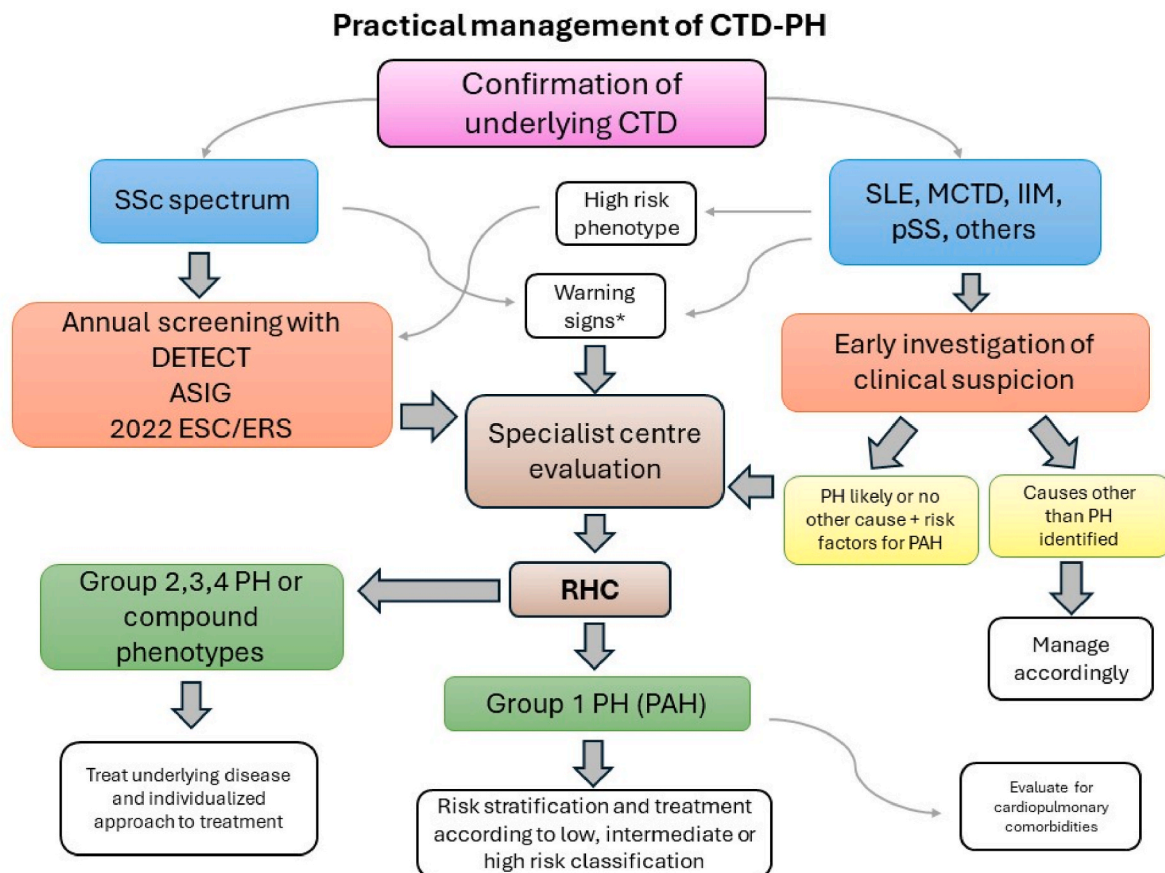 Practical management of CTD-PH
Confirmation of
underlying CTD
SSc spectrum
High risk
phenotype
SLE, MCTD, IIM,
pSS, others
Warning
signs*
Annual screening with
DETECT
ASIG
2022 ESC/ERS
Early investigation of
clinical suspicion
Specialist centre
evaluation
PH likely or no
other cause + risk
factors for PAH
Causes other
than PH
identified
Group 2,3,4 PH or
compound
phenotypes
RHC
Manage
accordingly
Group 1 PH (PAH)
Treat underlying disease
and individualized
approach to treatment
Risk stratification and treatment
according to low, intermediate or
high risk classification
Evaluate for
cardiopulmonary
comorbidities